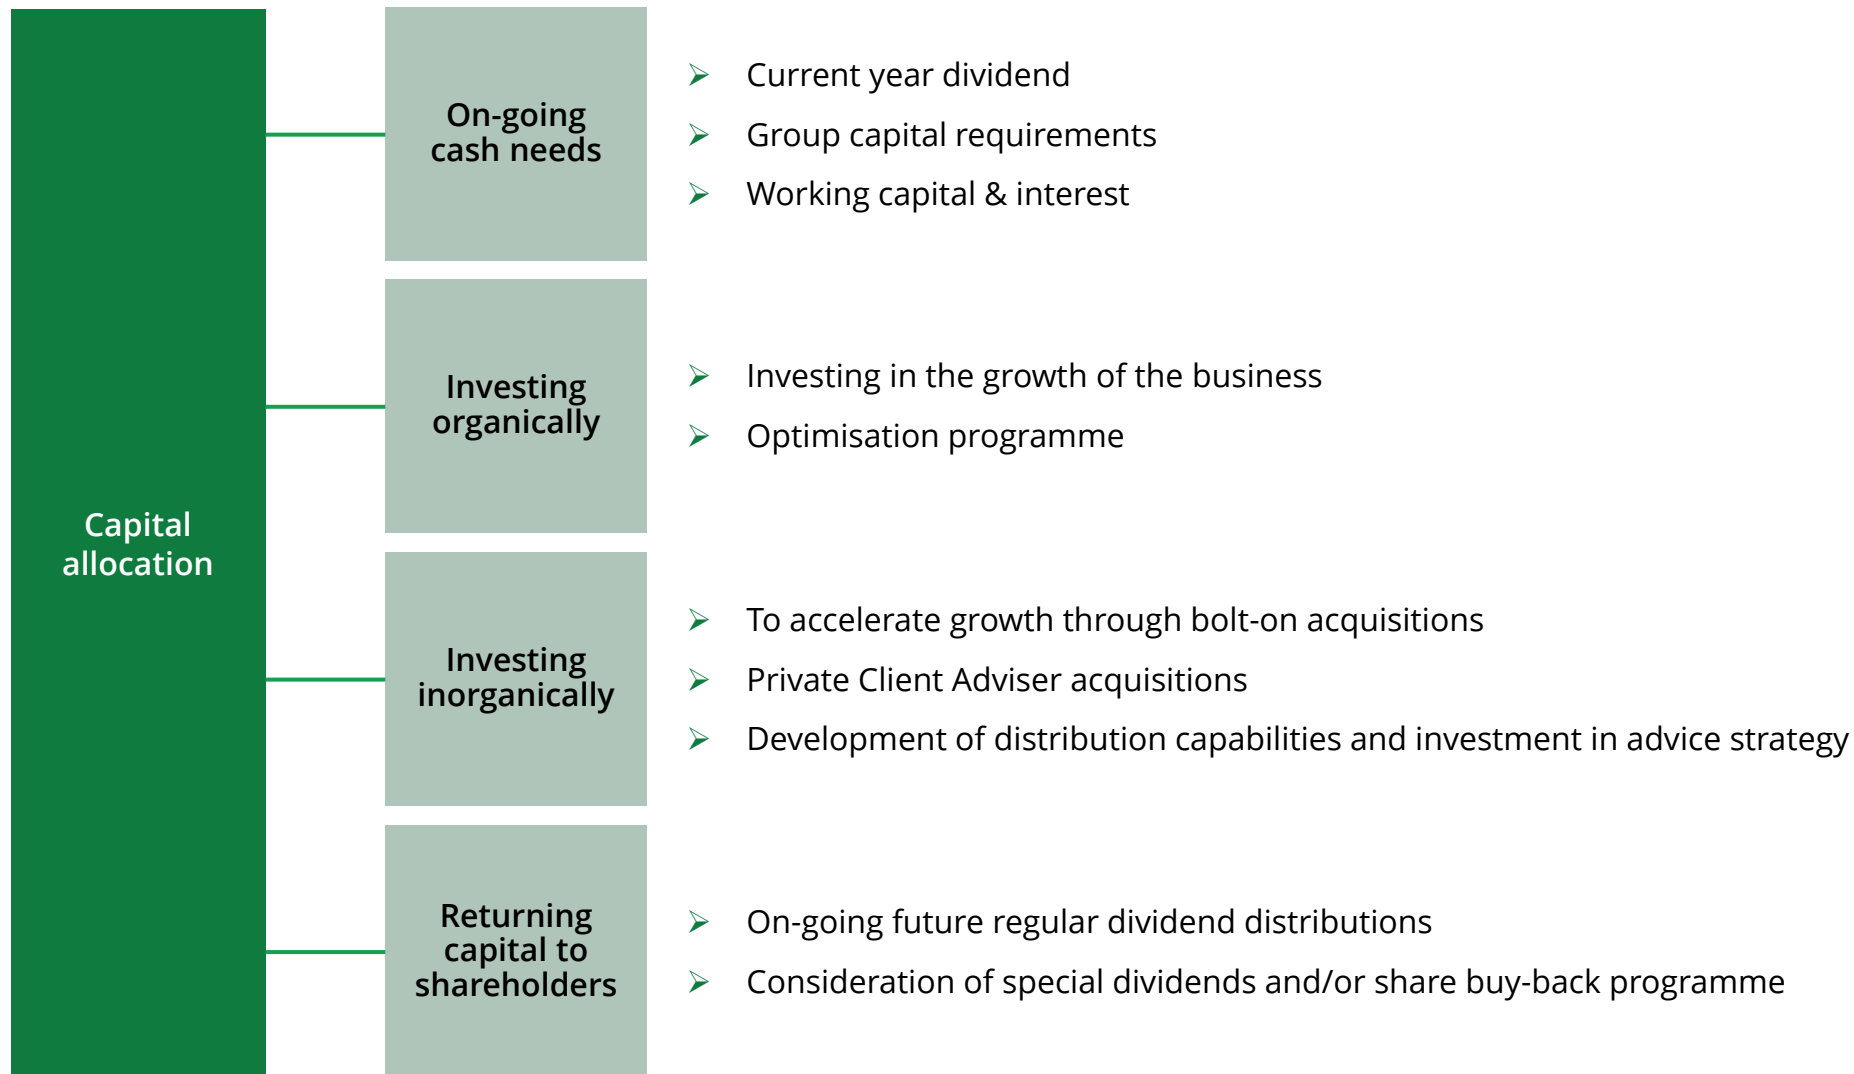 Capital
allocation
On-going
cash needs
➢ Current year dividend
➢ Group capital requirements
➢ Working capital & interest
Investing
organically
➢ Investing in the growth of the business
➢ Optimisation programme
Investing
inorganically
➢ To accelerate growth through bolt-on acquisitions
➢ Private Client Adviser acquisitions
➢ Development of distribution capabilities and investment in advice strategy
Returning
capital to
shareholders
➢ On-going future regular dividend distributions
➢ Consideration of special dividends and/or share buy-back programme